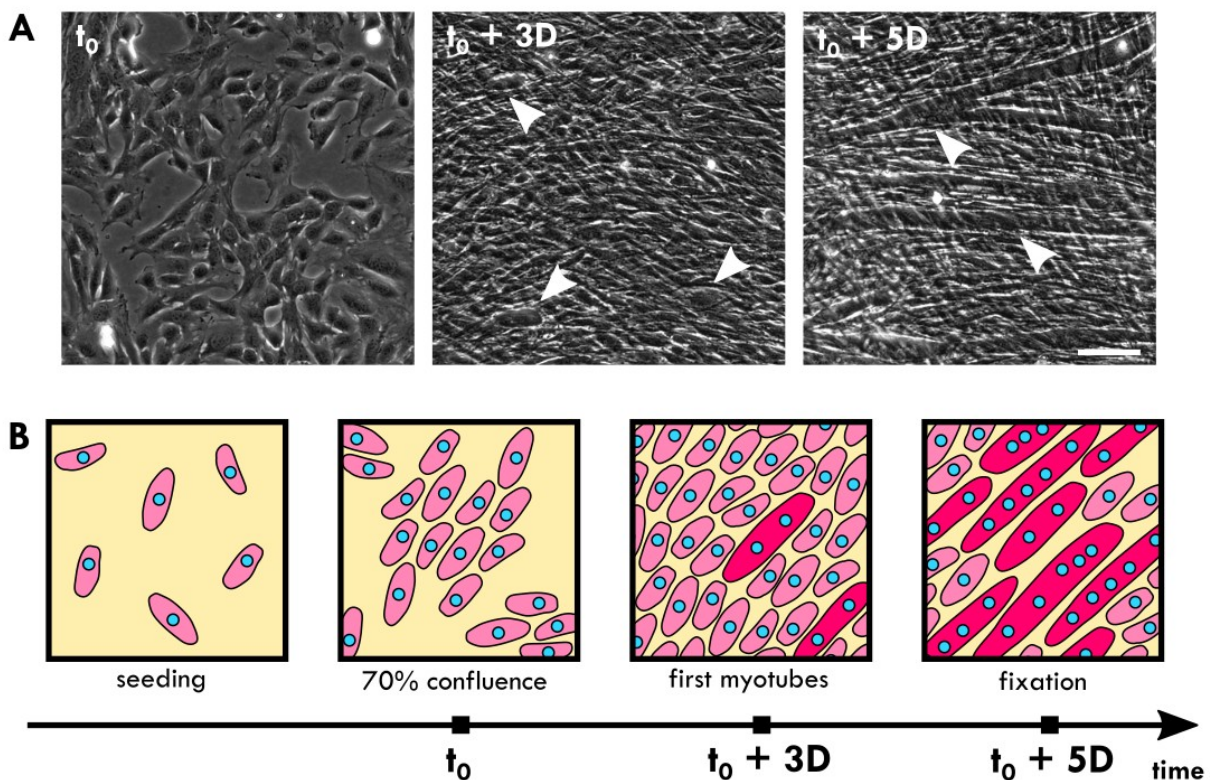 A
t₀
t₀ + 3D
t₀ + 5D
B
seeding
70% confluence
first myotubes
fixation
t₀
t₀ + 3D
t₀ + 5D
time